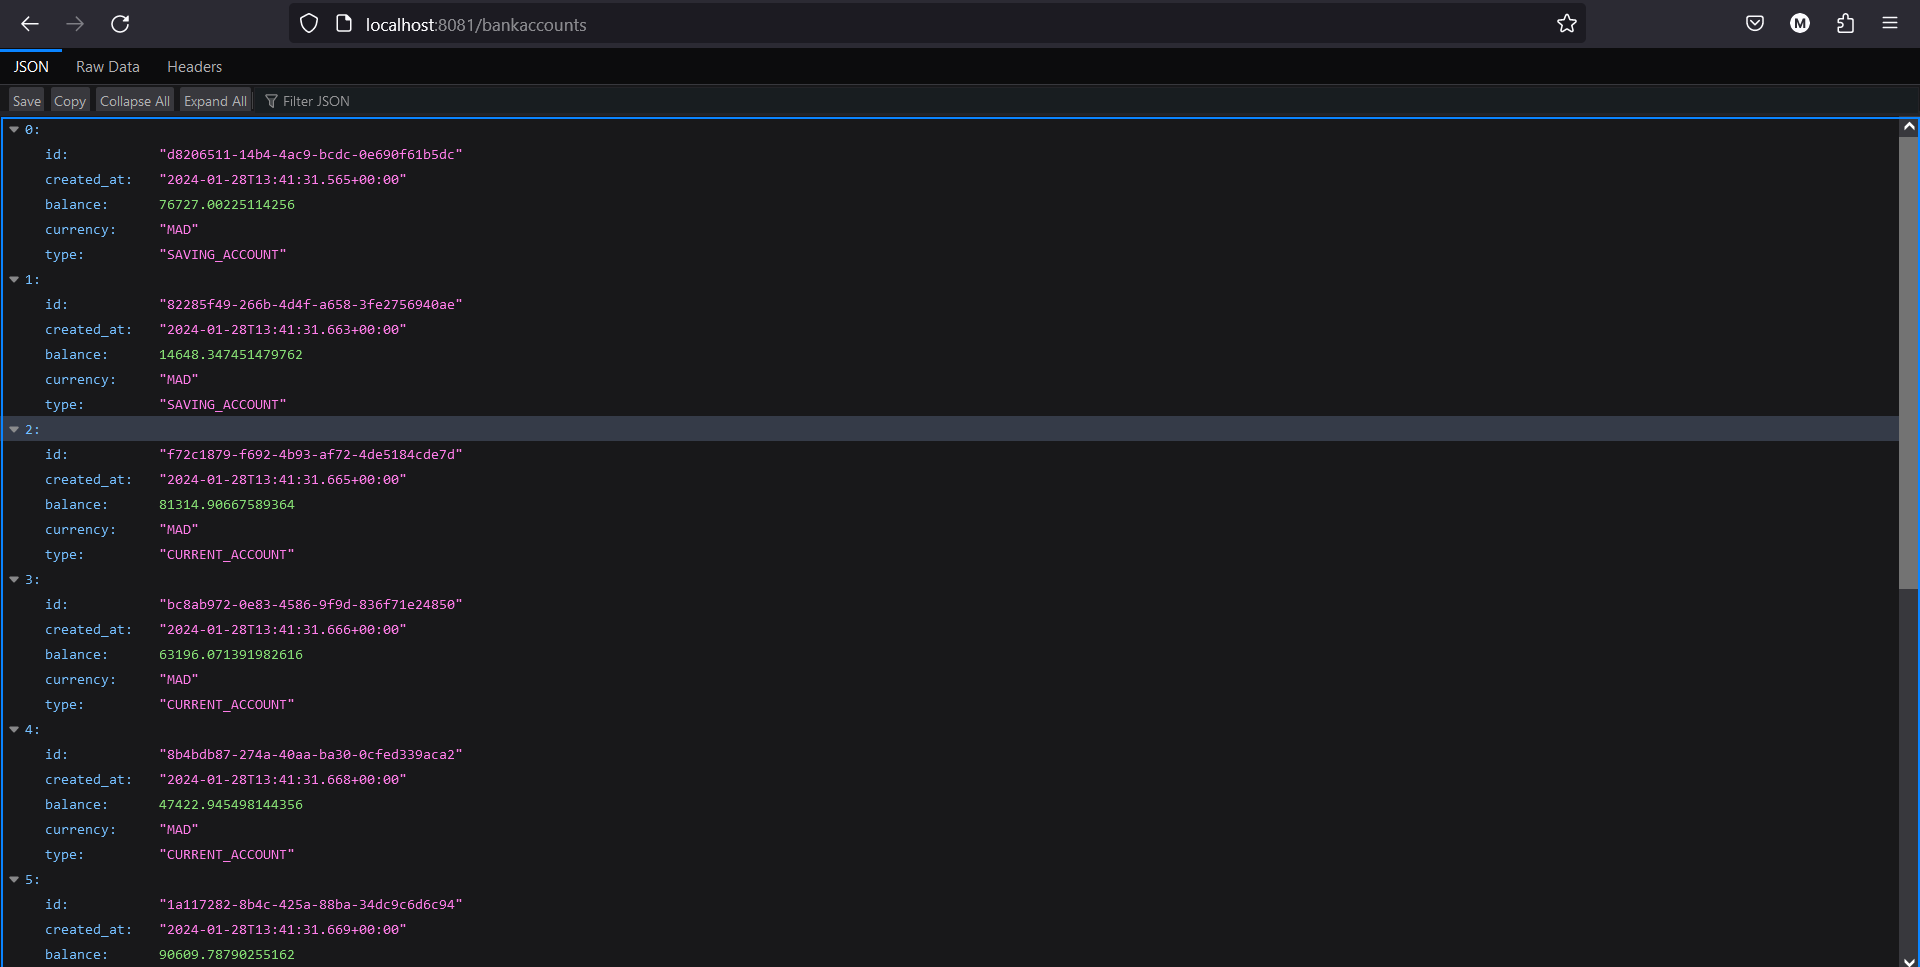 localhost:8081/bankaccounts
M
JSON Raw Data Headers
Save Copy Collapse All Expand All Filter JSON
0:
id: "d8206511-14b4-4ac9-bcdc-0e690f61b5dc"
created_at: "2024-01-28T13:41:31.565+00:00"
balance: 76727.00225114256
currency: "MAD"
type: "SAVING_ACCOUNT"
1:
id: "82285f49-266b-4d4f-a658-3fe2756940ae"
created_at: "2024-01-28T13:41:31.663+00:00"
balance: 14648.347451479762
currency: "MAD"
type: "SAVING_ACCOUNT"
2:
id: "f72c1879-f692-4b93-af72-4de5184cde7d"
created_at: "2024-01-28T13:41:31.665+00:00"
balance: 81314.90667589364
currency: "MAD"
type: "CURRENT_ACCOUNT"
3:
id: "bc8ab972-0e83-4586-9f9d-836f71e24850"
created_at: "2024-01-28T13:41:31.666+00:00"
balance: 63196.071391982616
currency: "MAD"
type: "CURRENT_ACCOUNT"
4:
id: "8b4bdb87-274a-40aa-ba30-0cfed339aca2"
created_at: "2024-01-28T13:41:31.668+00:00"
balance: 47422.945498144356
currency: "MAD"
type: "CURRENT_ACCOUNT"
5:
id: "1a117282-8b4c-425a-88ba-34dc9c6d6c94"
created_at: "2024-01-28T13:41:31.669+00:00"
balance: 90609.78790255162